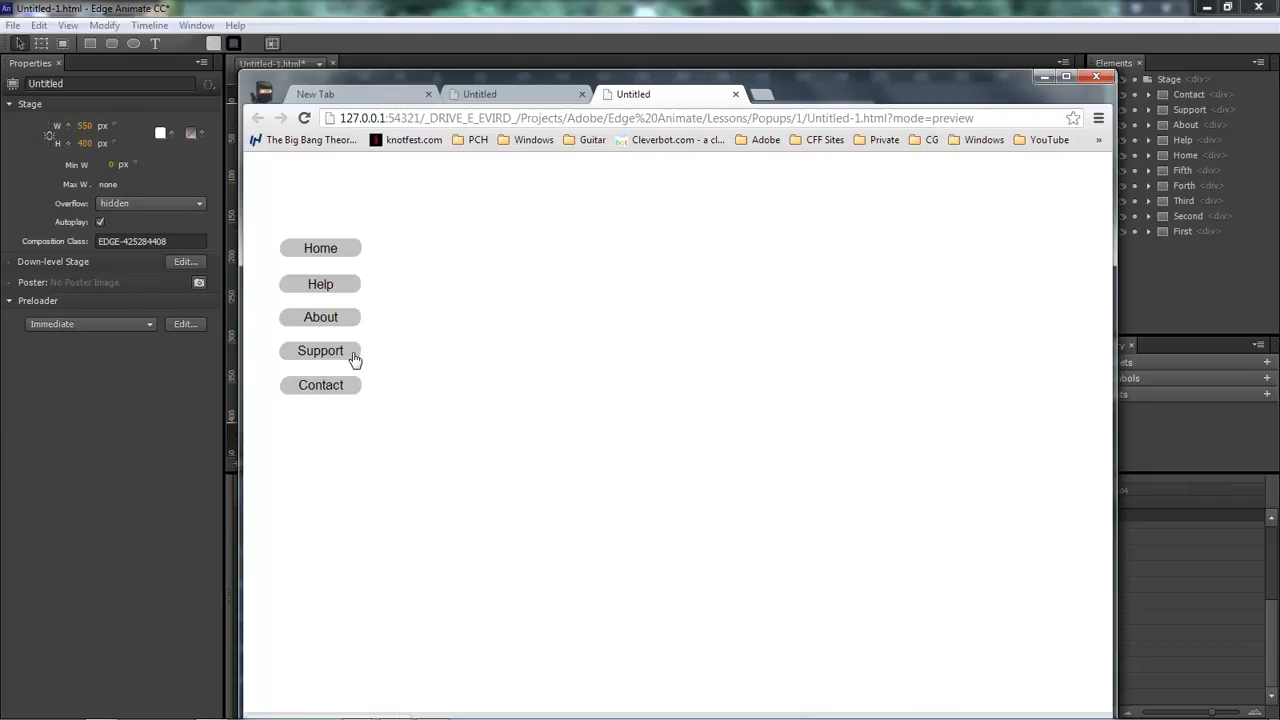 Untitled-1.html - Edge Animate CC*
File Edit View Modify Timeline Window Help
Properties
Untitled
Stage
W 550 px
H 400 px
Min W 0 px
Max W none
Overflow: hidden
Autoplay:
Composition Class: EDGE-425284408
Down-level Stage Edit...
Poster: No Poster Image
Preloader
Immediate Edit...
Untitled-1.html*
New Tab Untitled Untitled
127.0.0.1:54321/_DRIVE_E_EVIRD_/Projects/Adobe/Edge%20Animate/Lessons/Popups/1/Untitled-1.html?mode=preview
The Big Bang Theor... knotfest.com PCH Windows Guitar Cleverbot.com - a cl... Adobe CFF Sites Private CG Windows YouTube »
Home
Help
About
Support
Contact
Elements
Stage <div>
Contact <div>
Support <div>
About <div>
Help <div>
Home <div>
Fifth <div>
Forth <div>
Third <div>
Second <div>
First <div>